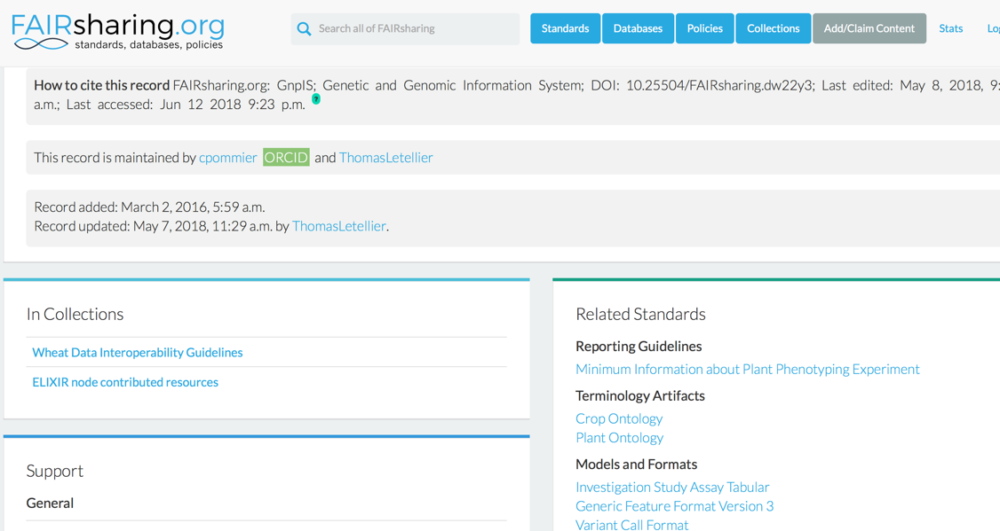 FAIRsharing.org
standards, databases, policies
Search all of FAIRsharing
Standards
Databases
Policies
Collections
Add/Claim Content
Stats
How to cite this record FAIRsharing.org: GnpIS; Genetic and Genomic Information System; DOI: 10.25504/FAIRsharing.dw22y3; Last edited: May 8, 2018,
a.m.; Last accessed: Jun 12 2018 9:23 p.m. ?
This record is maintained by cpommier ORCID and ThomasLetellier
Record added: March 2, 2016, 5:59 a.m.
Record updated: May 7, 2018, 11:29 a.m. by ThomasLetellier.
In Collections
Wheat Data Interoperability Guidelines
ELIXIR node contributed resources
Support
General
Related Standards
Reporting Guidelines
Minimum Information about Plant Phenotyping Experiment
Terminology Artifacts
Crop Ontology
Plant Ontology
Models and Formats
Investigation Study Assay Tabular
Generic Feature Format Version 3
Variant Call Format